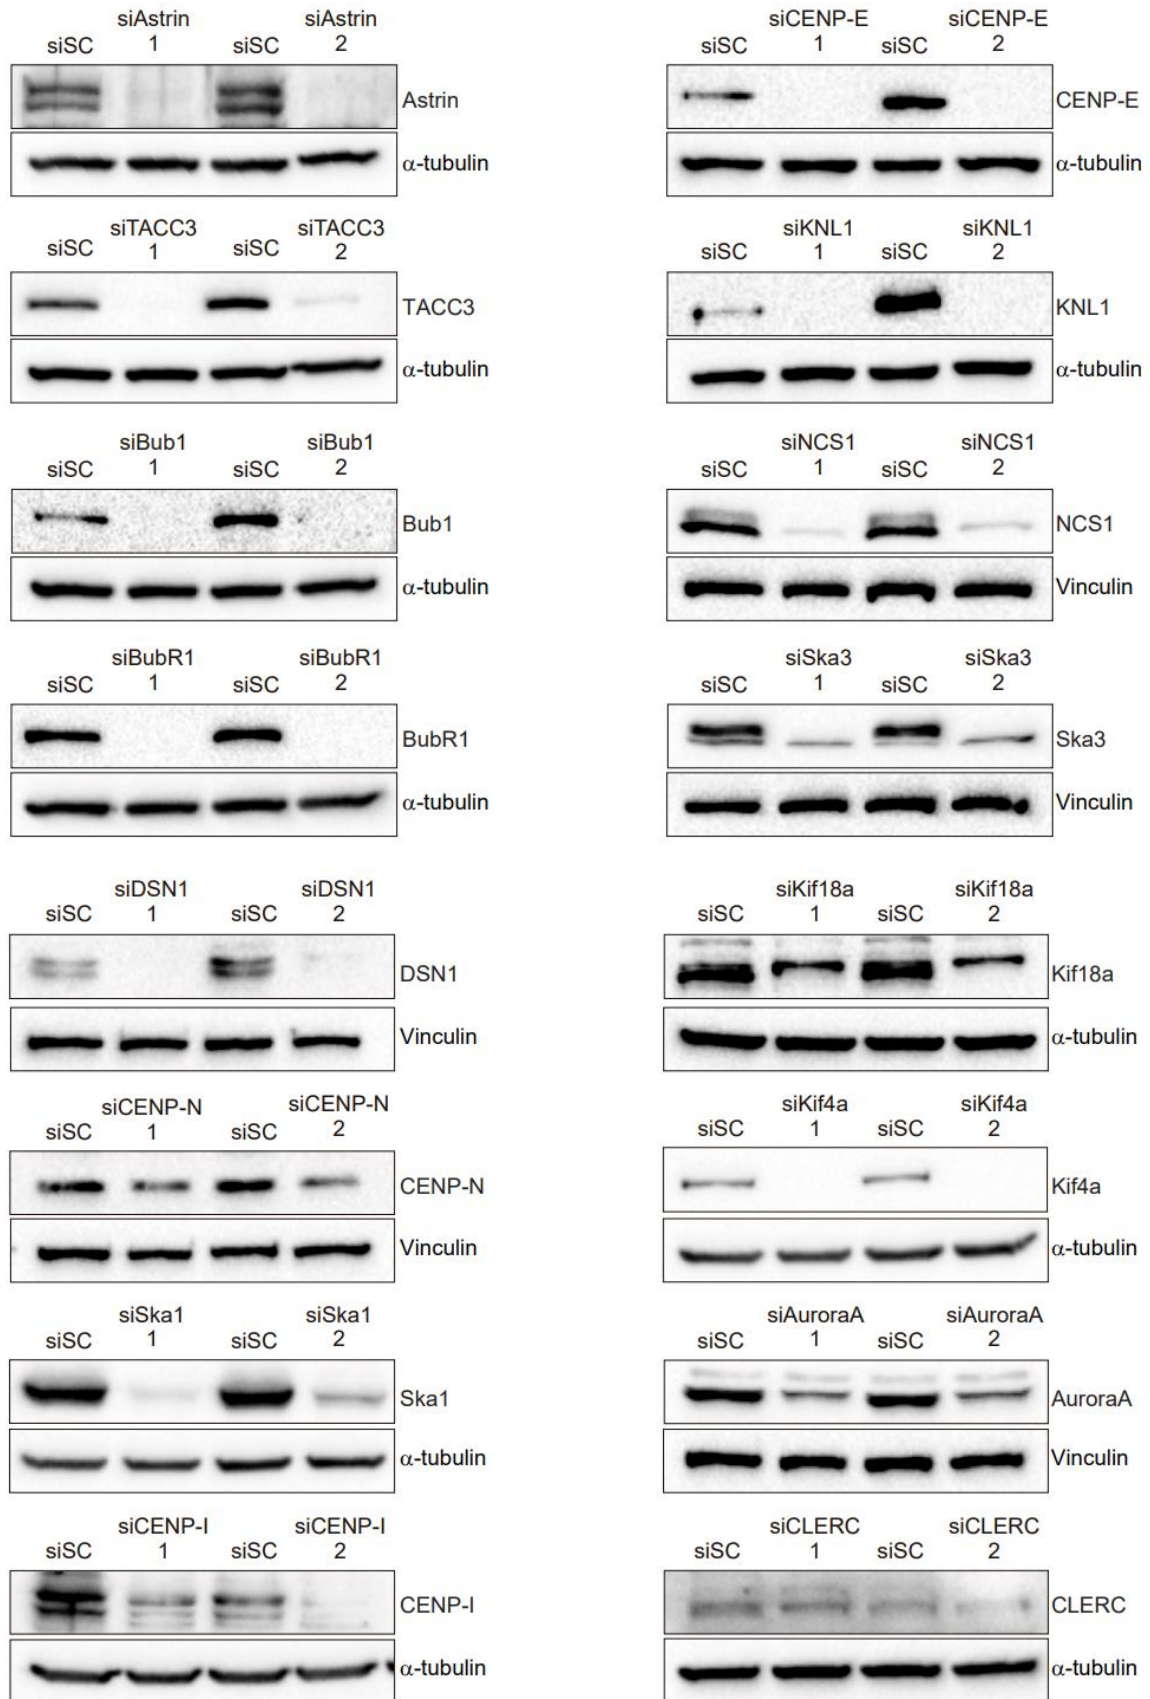 siAstrin siAstrin
siSC 1 siSC 2
Astrin
α-tubulin
siTACC3 siTACC3
siSC 1 siSC 2
TACC3
α-tubulin
siBub1 siBub1
siSC 1 siSC 2
Bub1
α-tubulin
siBubR1 siBubR1
siSC 1 siSC 2
BubR1
α-tubulin
siDSN1 siDSN1
siSC 1 siSC 2
DSN1
Vinculin
siCENP-N siCENP-N
siSC 1 siSC 2
CENP-N
Vinculin
siSka1 siSka1
siSC 1 siSC 2
Ska1
α-tubulin
siCENP-I siCENP-I
siSC 1 siSC 2
CENP-I
α-tubulin
siCENP-E siCENP-E
siSC 1 siSC 2
CENP-E
α-tubulin
siKNL1 siKNL1
siSC 1 siSC 2
KNL1
α-tubulin
siNCS1 siNCS1
siSC 1 siSC 2
NCS1
Vinculin
siSka3 siSka3
siSC 1 siSC 2
Ska3
Vinculin
siKif18a siKif18a
siSC 1 siSC 2
Kif18a
α-tubulin
siKif4a siKif4a
siSC 1 siSC 2
Kif4a
α-tubulin
siAuroraA siAuroraA
siSC 1 siSC 2
AuroraA
Vinculin
siCLERC siCLERC
siSC 1 siSC 2
CLERC
α-tubulin